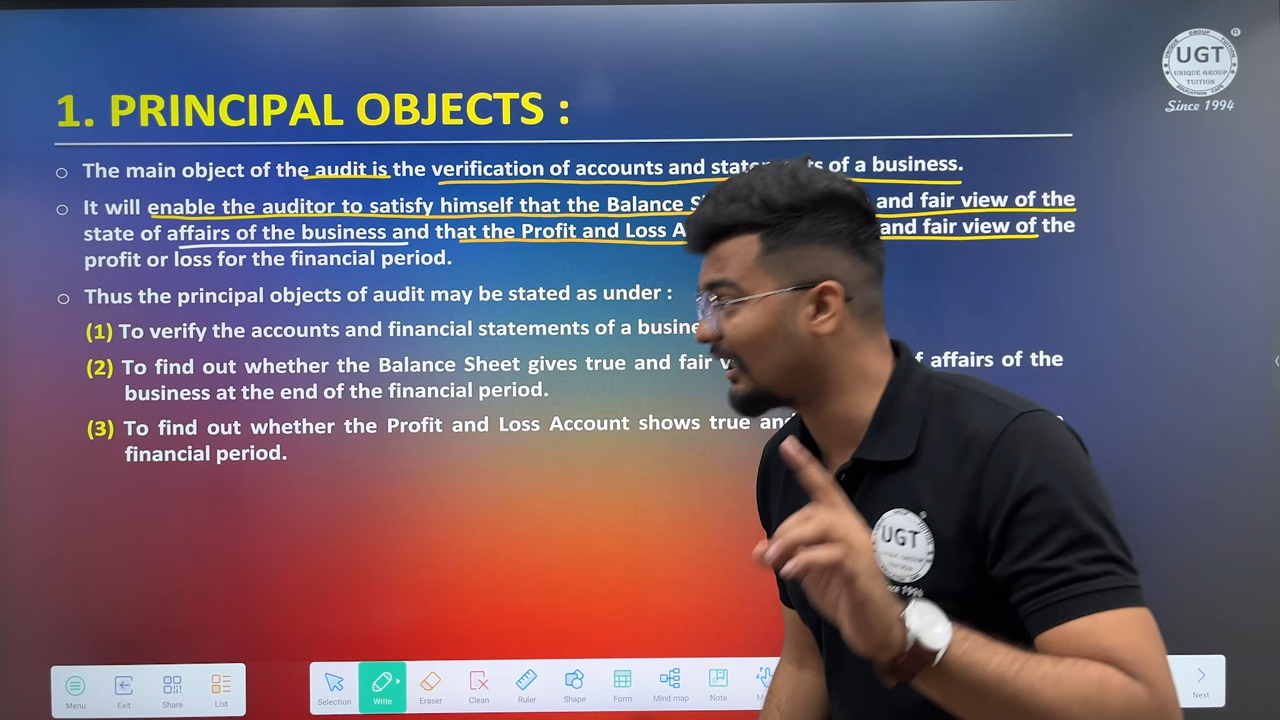 1. PRINCIPAL OBJECTS :
UNIQUE GROUP
UGT
UNIQUE GROUP
TUITION
EDUCATION CAFE
®
Since 1994
The main object of the audit is the verification of accounts and of a business.
It will enable the auditor to satisfy himself that the Balance and fair view of the
state of affairs of the business and that the Profit and Loss and fair view of the
profit or loss for the financial period.
Thus the principal objects of audit may be stated as under :
(1) To verify the accounts and financial statements of a
(2) To find out whether the Balance Sheet gives true and fair affairs of the
business at the end of the financial period.
(3) To find out whether the Profit and Loss Account shows true
financial period.
UGT
Menu
Exit
Share
List
Selection
Write
Eraser
Clean
Ruler
Shape
Form
Mind map
Note
Next